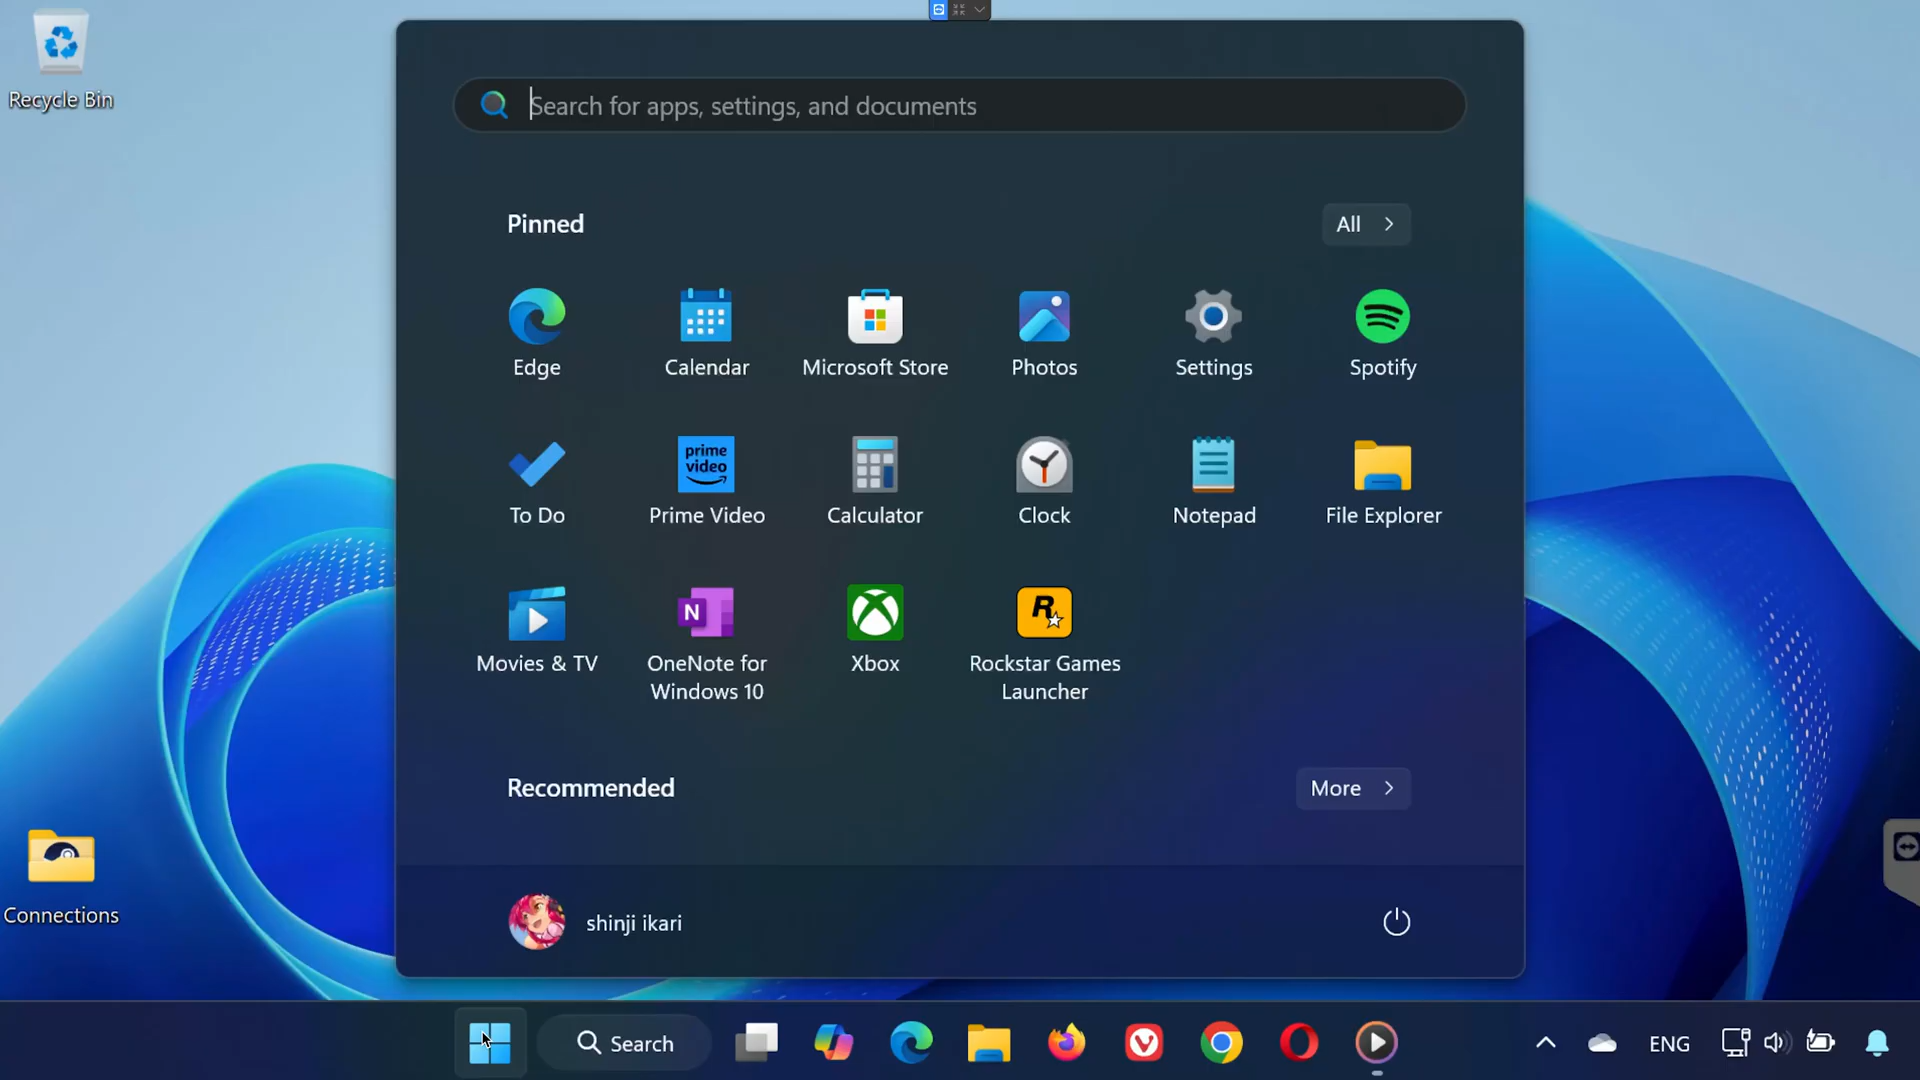 Recycle Bin
Search for apps, settings, and documents
Pinned
All
Edge
Calendar
Microsoft Store
Photos
Settings
Spotify
To Do
prime
video
Prime Video
Calculator
Clock
Notepad
File Explorer
Movies & TV
N
OneNote for
Windows 10
Xbox
R
Rockstar Games
Launcher
Recommended
More
Connections
shinji ikari
Search
ENG